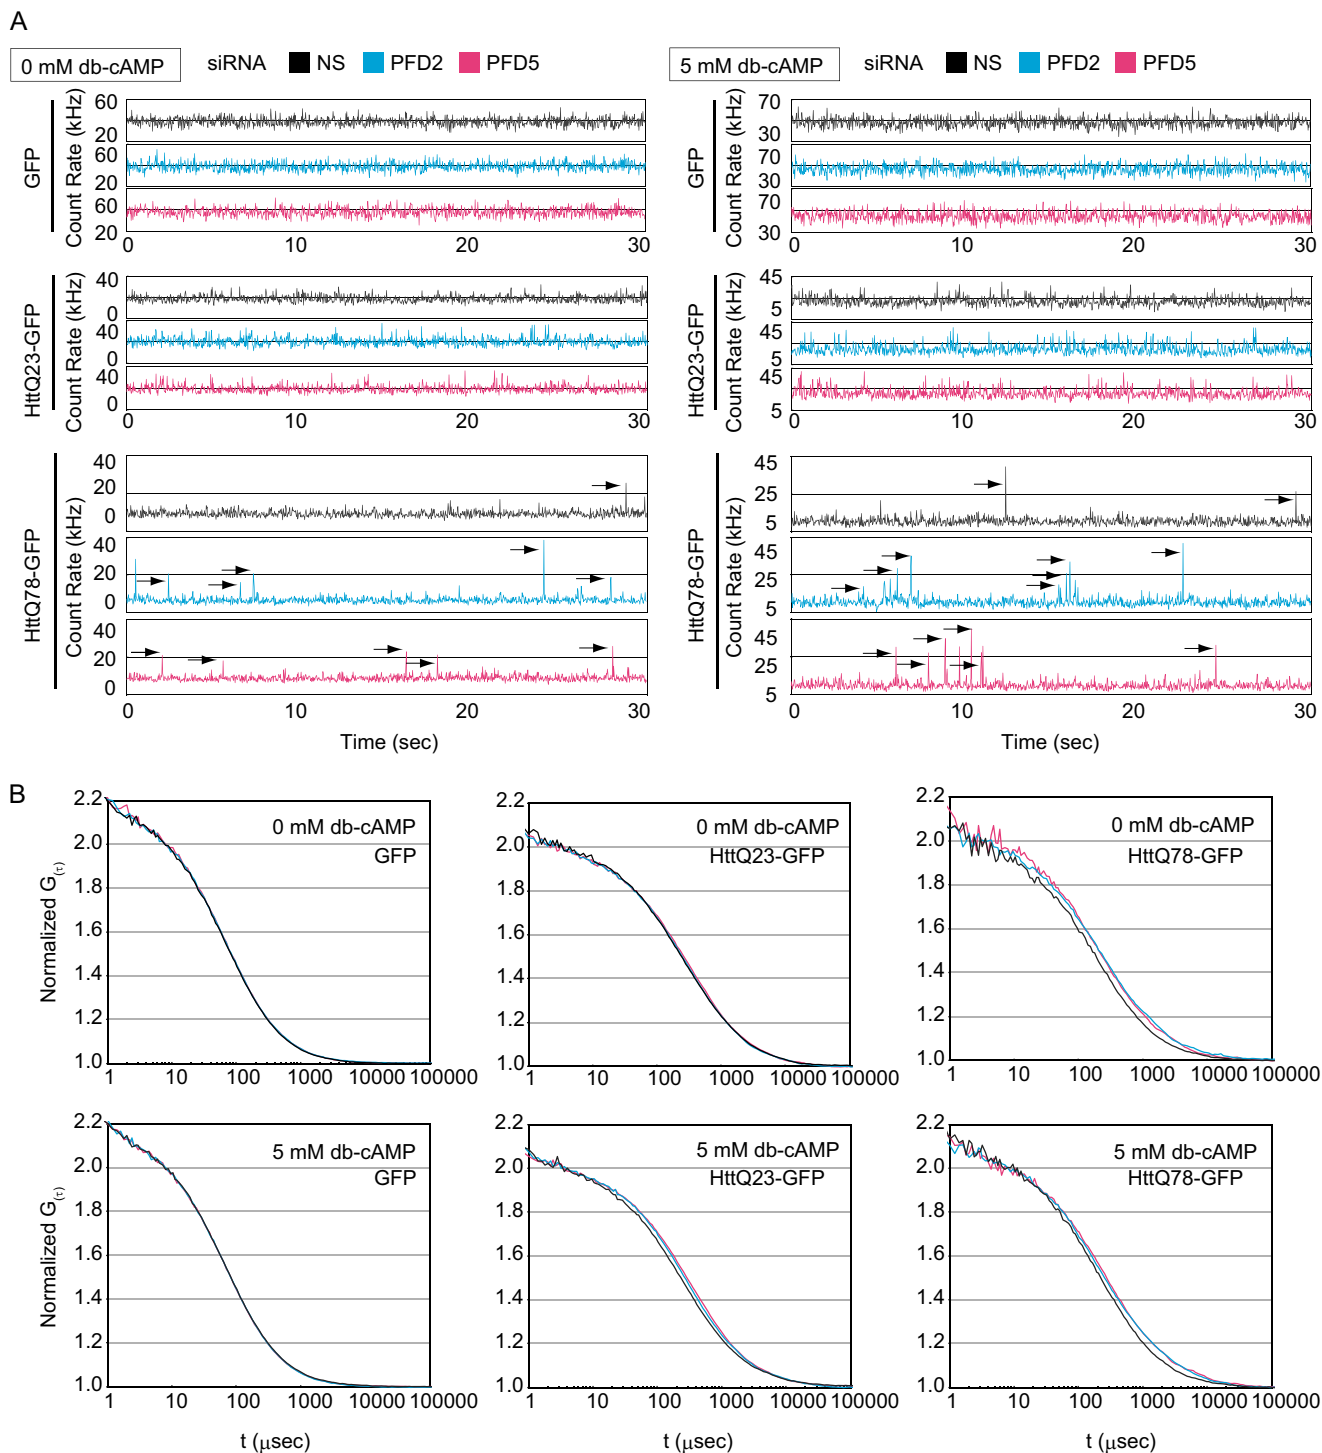 A
0 mM db-cAMP siRNA NS PFD2 PFD5
5 mM db-cAMP siRNA NS PFD2 PFD5
GFP
Count Rate (kHz)
60
20
60
20
60
20
0 10 20 30
HttQ23-GFP
Count Rate (kHz)
40
0
40
0
40
0
0 10 20 30
HttQ78-GFP
Count Rate (kHz)
40
20
0
40
20
0
40
20
0
0 10 20 30
Time (sec)
GFP
Count Rate (kHz)
70
30
70
30
70
30
0 10 20 30
HttQ23-GFP
Count Rate (kHz)
45
5
45
5
45
5
0 10 20 30
HttQ78-GFP
Count Rate (kHz)
45
25
5
45
25
5
45
25
5
0 10 20 30
Time (sec)
B
Normalized G(τ)
2.2
2.0
1.8
1.6
1.4
1.2
1.0
0 mM db-cAMP
GFP
1 10 100 1000 10000 100000
2.2
2.0
1.8
1.6
1.4
1.2
1.0
0 mM db-cAMP
HttQ23-GFP
1 10 100 1000 10000 100000
2.2
2.0
1.8
1.6
1.4
1.2
1.0
0 mM db-cAMP
HttQ78-GFP
1 10 100 1000 10000 100000
Normalized G(τ)
2.2
2.0
1.8
1.6
1.4
1.2
1.0
5 mM db-cAMP
GFP
1 10 100 1000 10000 100000
t (μsec)
2.2
2.0
1.8
1.6
1.4
1.2
1.0
5 mM db-cAMP
HttQ23-GFP
1 10 100 1000 10000 100000
t (μsec)
2.2
2.0
1.8
1.6
1.4
1.2
1.0
5 mM db-cAMP
HttQ78-GFP
1 10 100 1000 10000 100000
t (μsec)